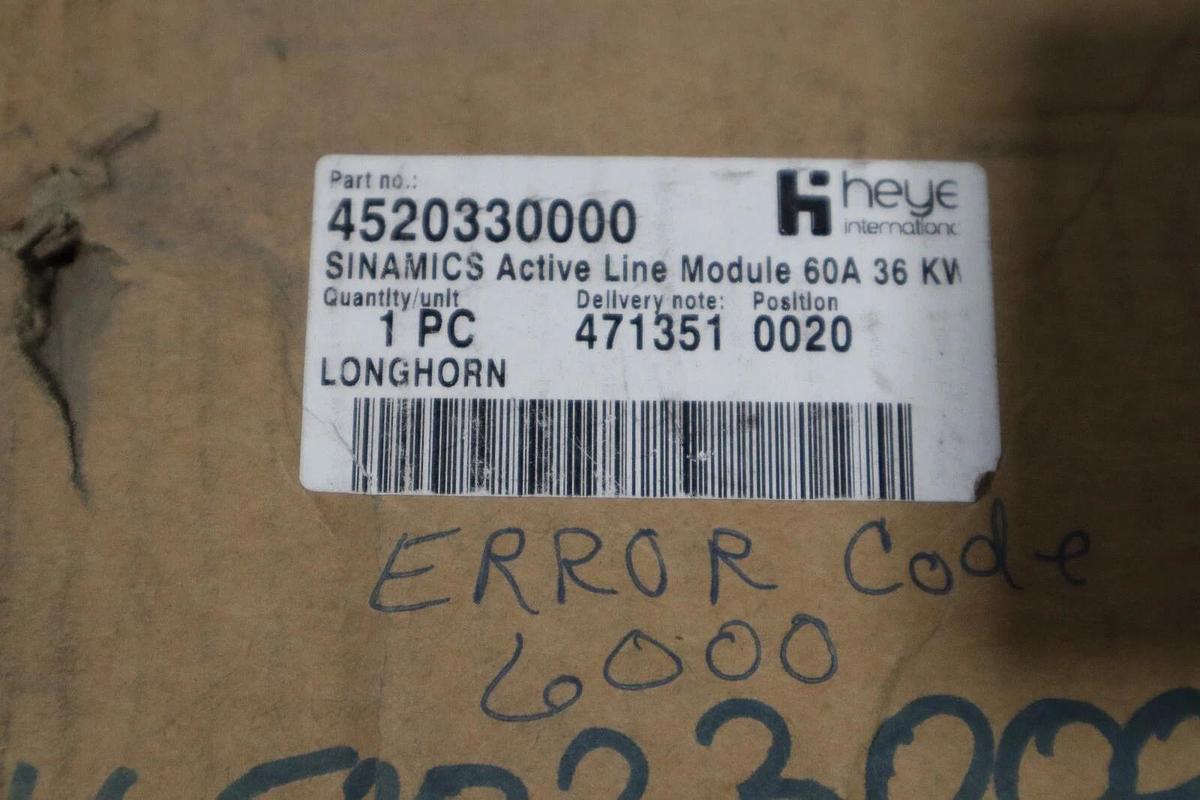 Part no.:
4520330000
heye
internationa
SINAMICS Active Line Module 60A 36 KW
Quantity/unit Delivery note: Position
1 PC 471351 0020
LONGHORN
ERROR Code
6000